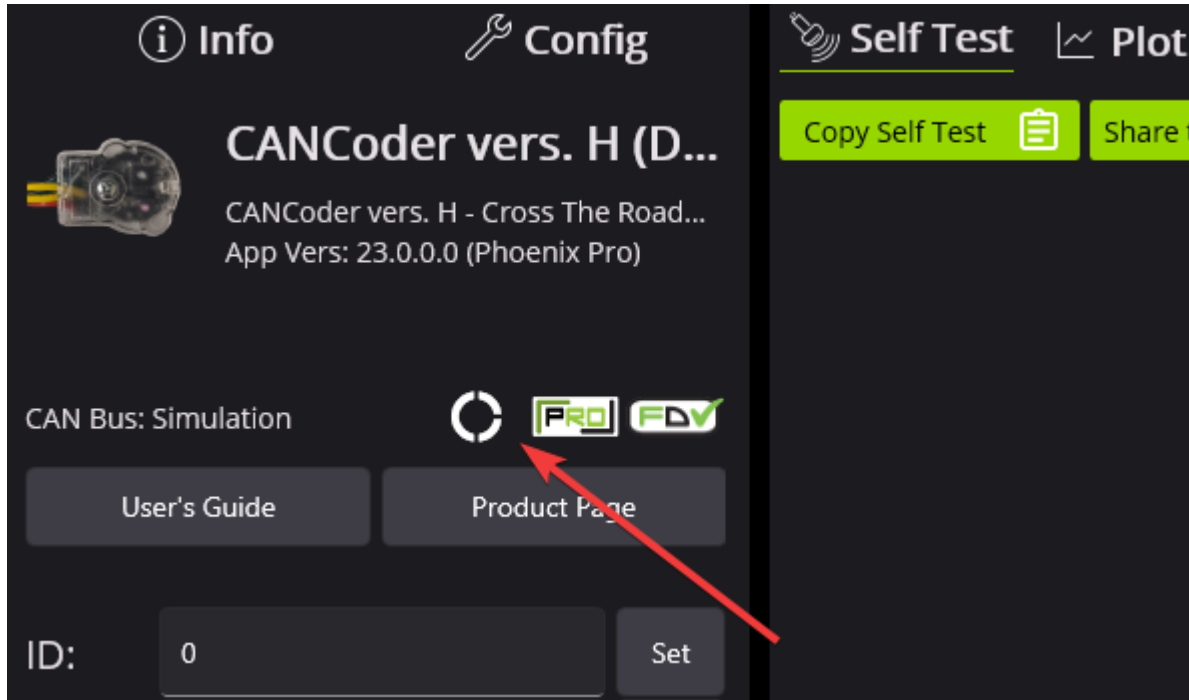 Info
Config
CANCoder vers. H (D...
CANCoder vers. H - Cross The Road...
App Vers: 23.0.0.0 (Phoenix Pro)
CAN Bus: Simulation
PRO
FD
User's Guide
Product Page
ID:
0
Set
Self Test
Plot
Copy Self Test
Share